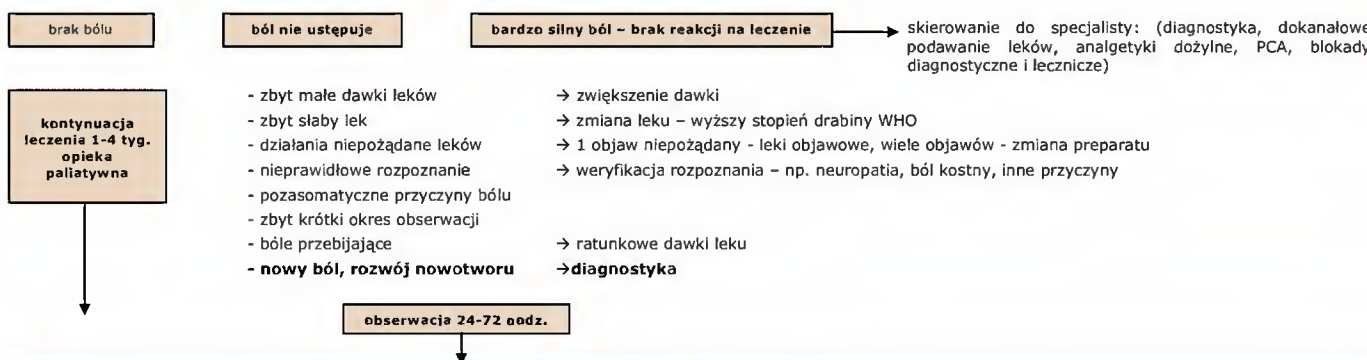 brak bólu
ból nie ustępuje
bardzo silny ból – brak reakcji na leczenie
skierowanie do specjalisty: (diagnostyka, dokanałowe
podawanie leków, analgetyki dożylne, PCA, blokady
diagnostyczne i lecznicze)
kontynuacja
leczenia 1-4 tyg.
opieka
paliatywna
- zbyt małe dawki leków → zwiększenie dawki
- zbyt słaby lek → zmiana leku – wyższy stopień drabiny WHO
- działania niepożądane leków → 1 objaw niepożądany - leki objawowe, wiele objawów - zmiana preparatu
- nieprawidłowe rozpoznanie → weryfikacja rozpoznania – np. neuropatia, ból kostny, inne przyczyny
- pozasomatyczne przyczyny bólu
- zbyt krótki okres obserwacji
- bóle przebijające → ratunkowe dawki leku
- nowy ból, rozwój nowotworu →diagnostyka
obserwacja 24-72 godz.